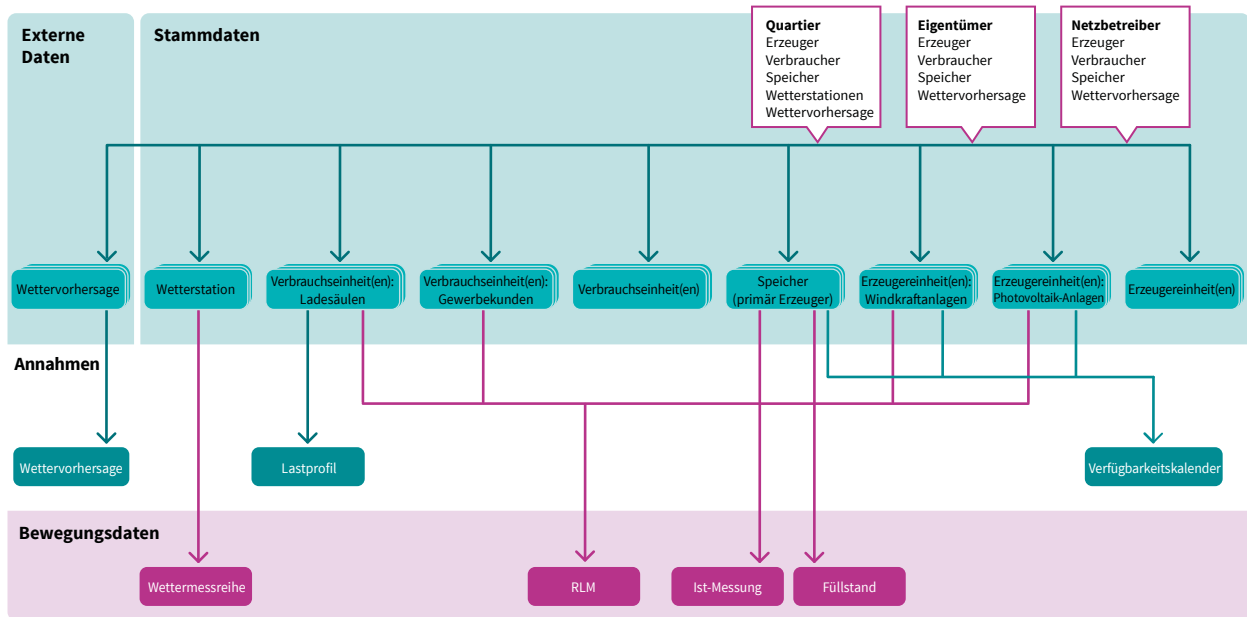 Externe
Daten
Stammdaten
Quartier
Erzeuger
Verbraucher
Speicher
Wetterstationen
Wettervorhersage
Eigentümer
Erzeuger
Verbraucher
Speicher
Wettervorhersage
Netzbetreiber
Erzeuger
Verbraucher
Speicher
Wettervorhersage
Wettervorhersage
Wetterstation
Verbrauchseinheit(en):
Ladesäulen
Verbrauchseinheit(en):
Gewerbekunden
Verbrauchseinheit(en)
Speicher
(primär Erzeuger)
Erzeugereinheit(en):
Windkraftanlagen
Erzeugereinheit(en):
Photovoltaik-Anlagen
Erzeugereinheit(en)
Annahmen
Wettervorhersage
Lastprofil
Verfügbarkeitskalender
Bewegungsdaten
Wettermessreihe
RLM
Ist-Messung
Füllstand